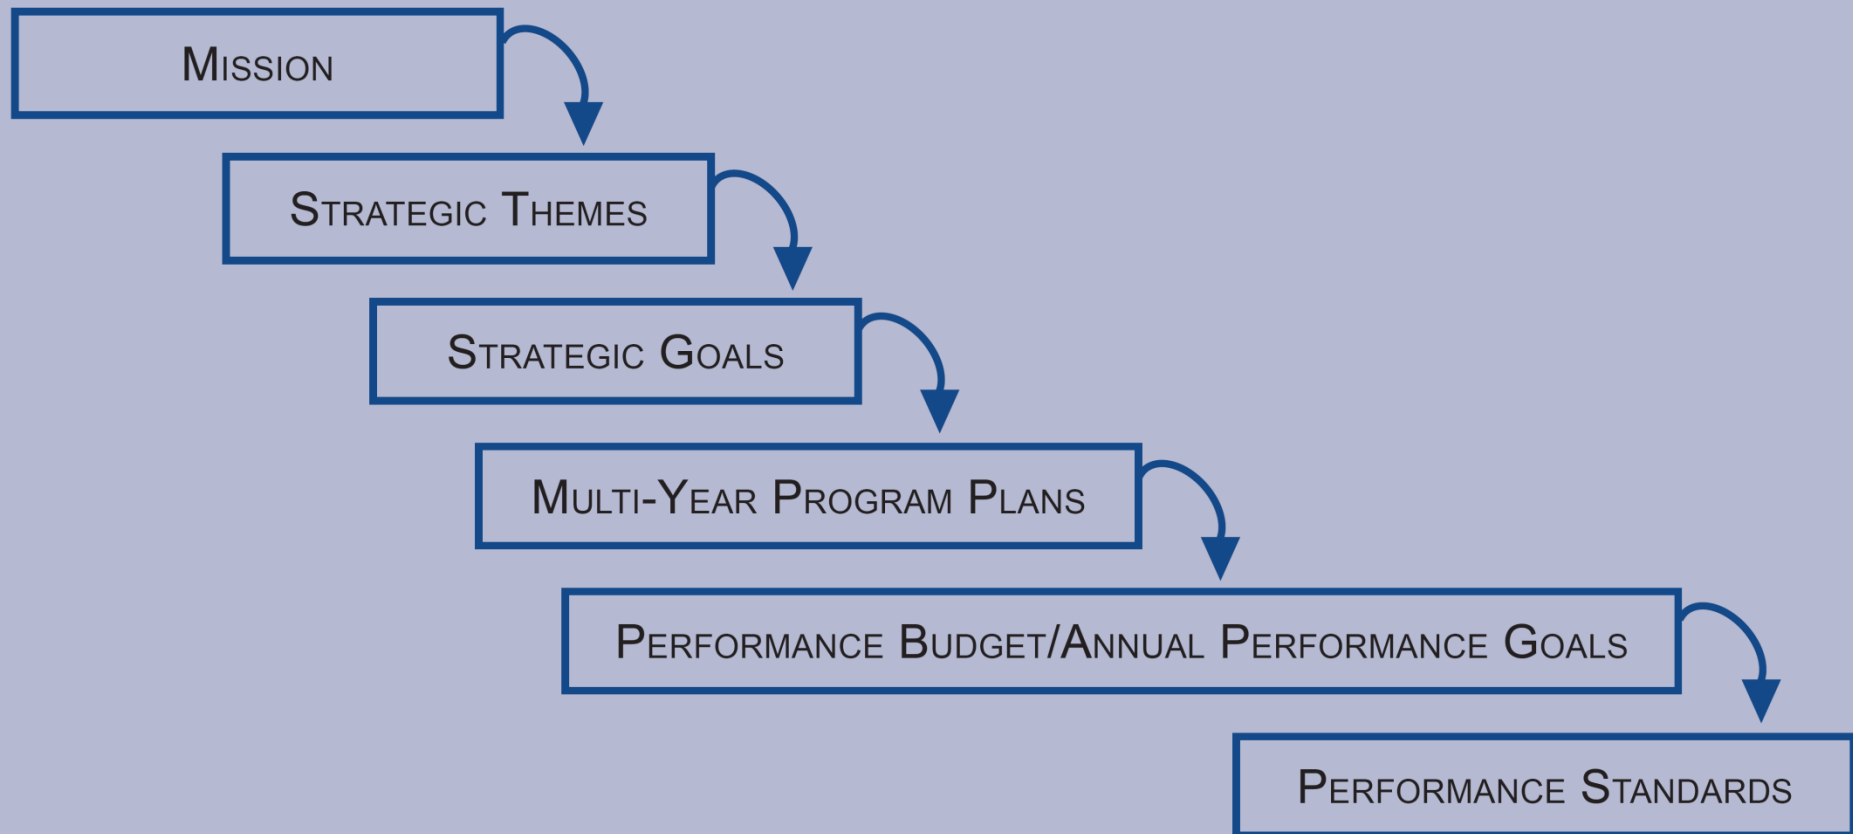 Mission
Strategic Themes
Strategic Goals
Multi-Year Program Plans
Performance Budget/Annual Performance Goals
Performance Standards